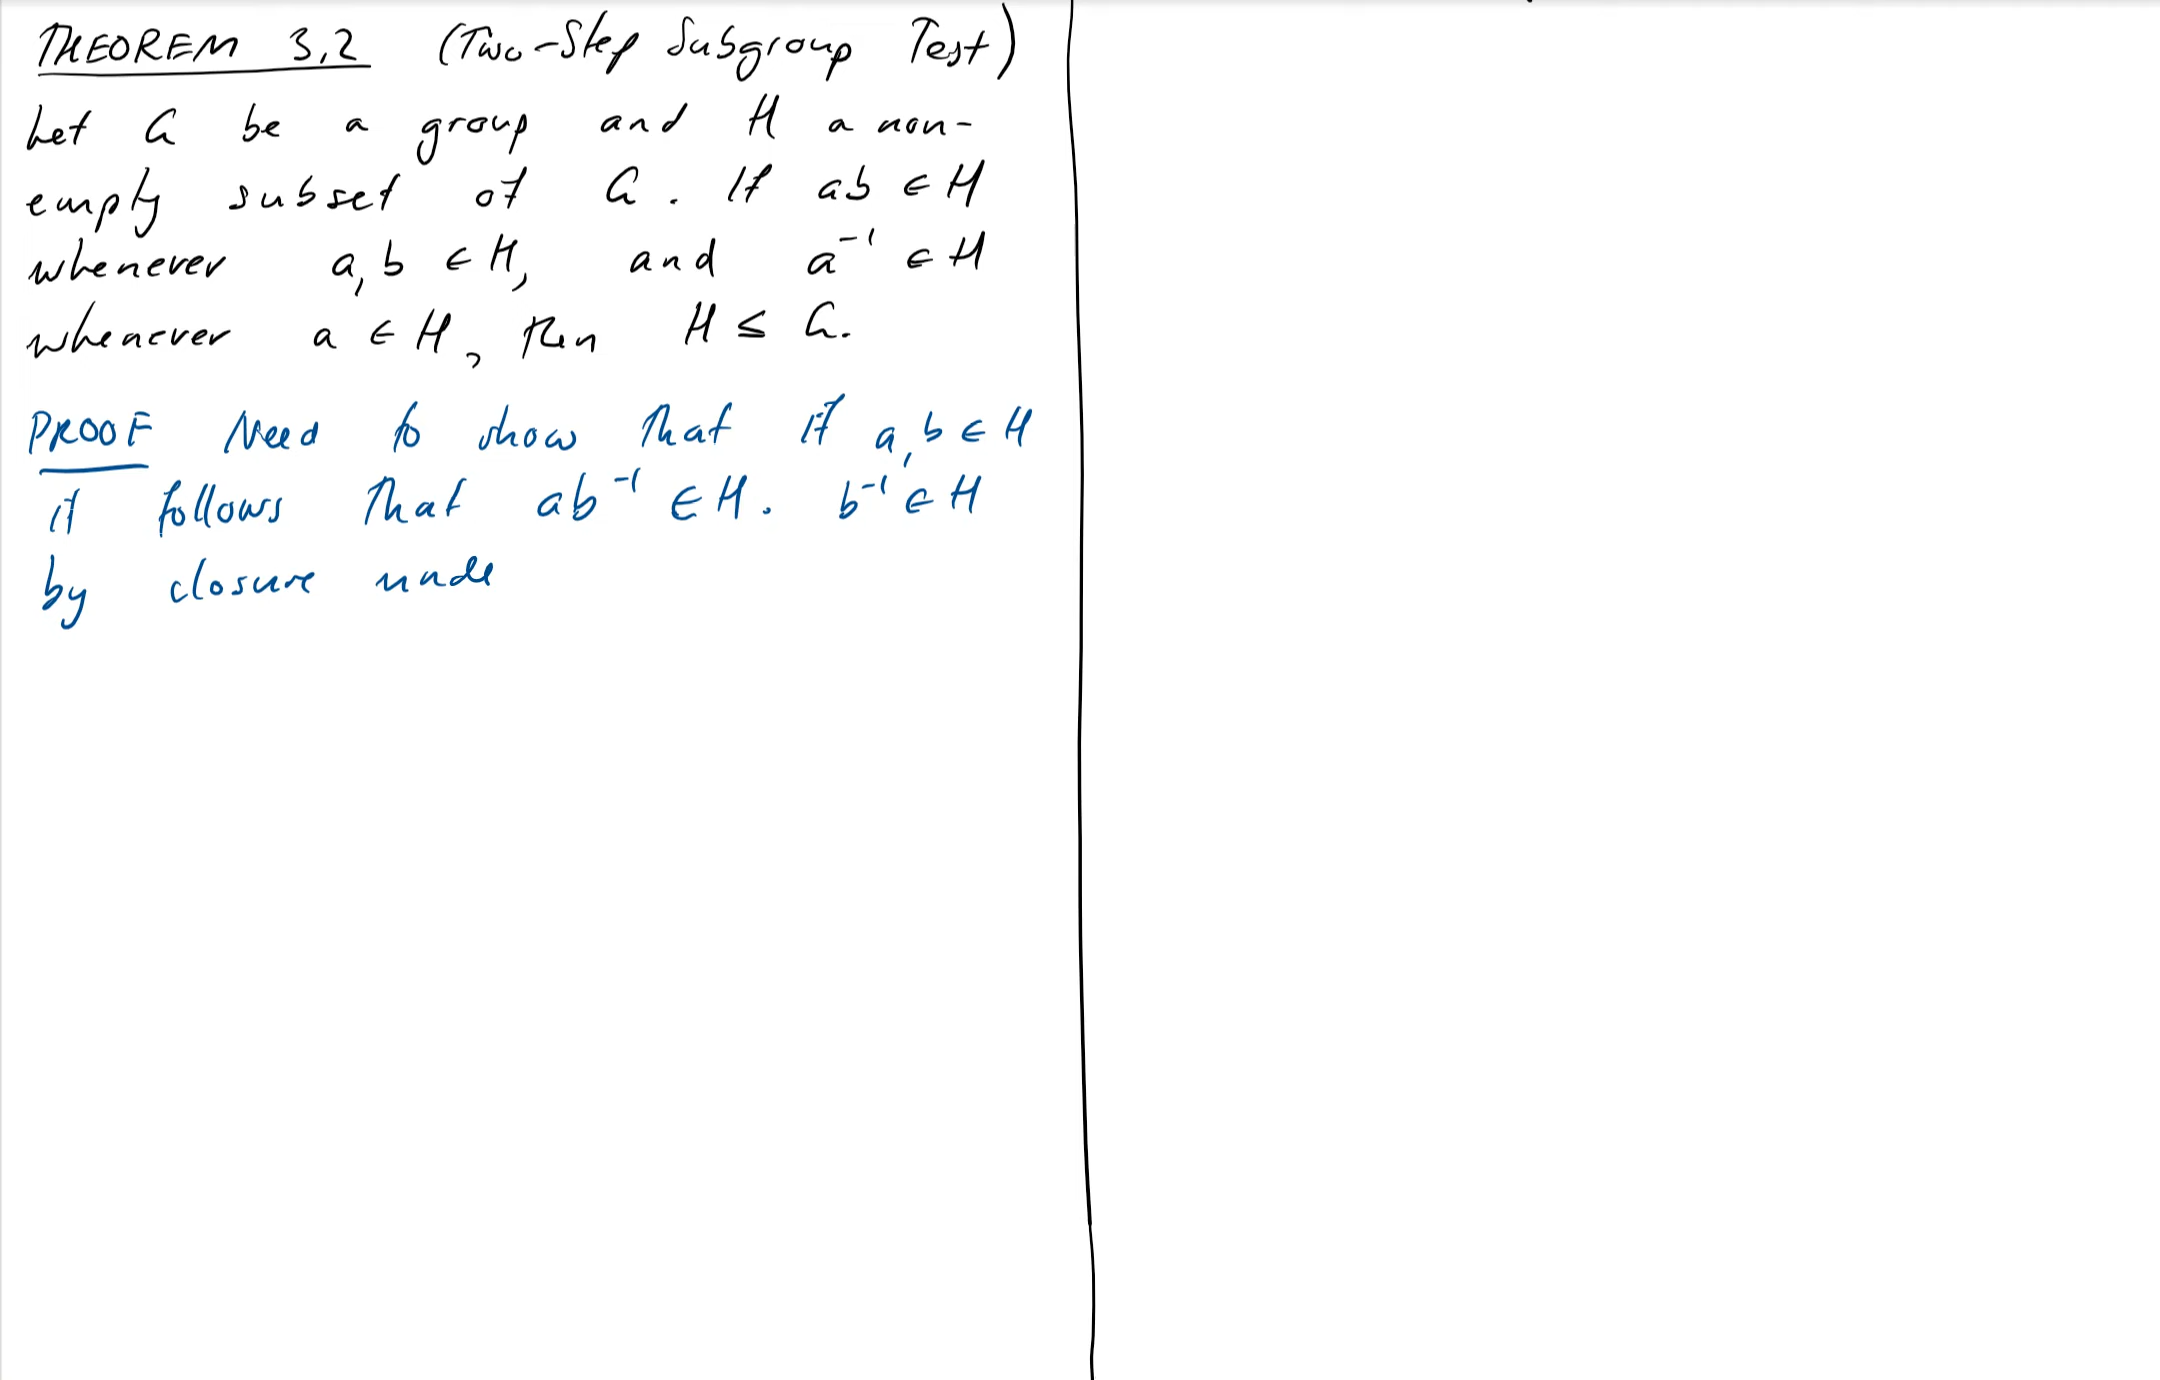 THEOREM 3.2 (Two-Step Subgroup Test)
Let G be a group and H a non-
empty subset of G. If ab ∈ H
whenever a, b ∈ H, and a⁻¹ ∈ H
whenever a ∈ H, then H ≤ G.
PROOF Need to show that if a, b ∈ H
it follows that ab⁻¹ ∈ H. b⁻¹ ∈ H
by closure unde